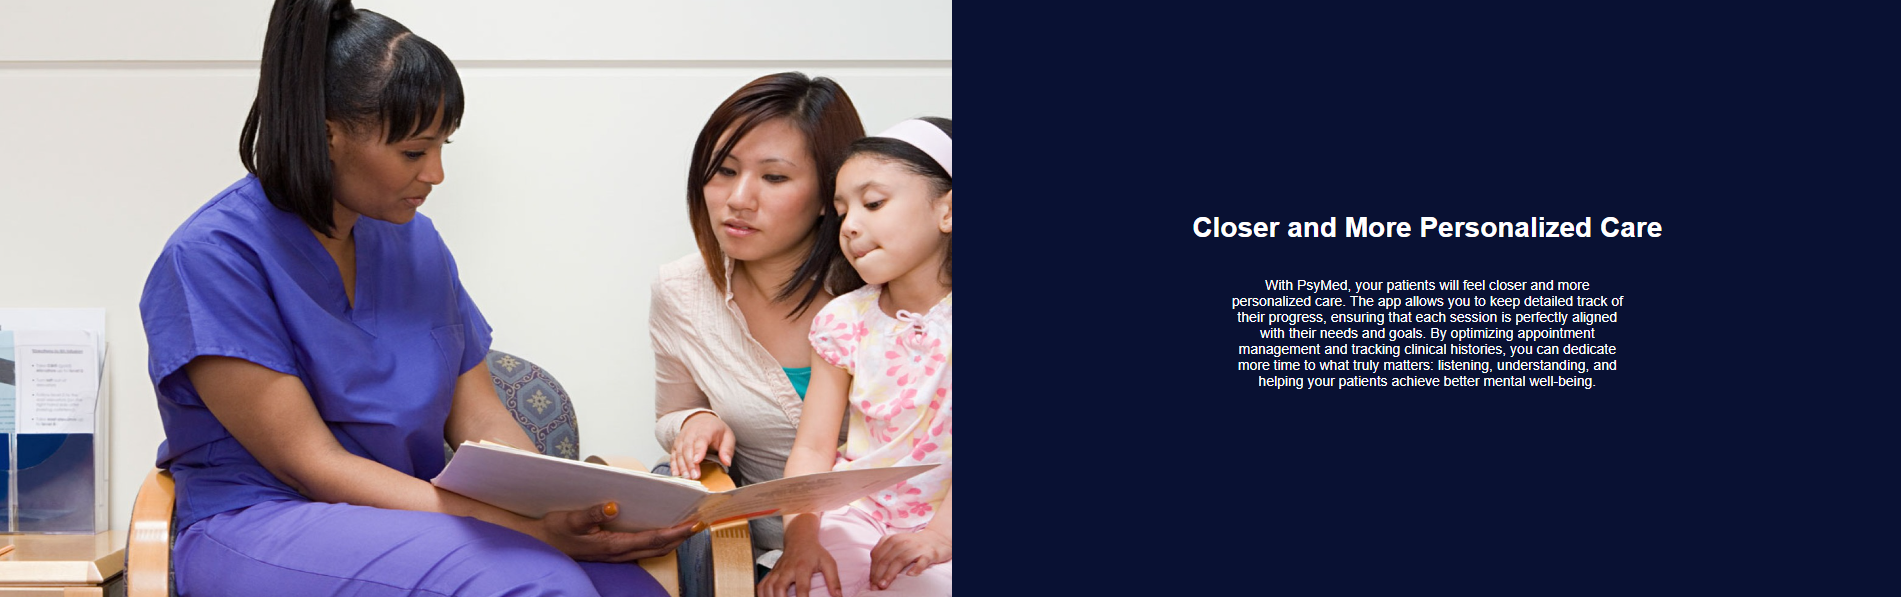 Closer and More Personalized Care
With PsyMed, your patients will feel closer and more
personalized care. The app allows you to keep detailed track of
their progress, ensuring that each session is perfectly aligned
with their needs and goals. By optimizing appointment
management and tracking clinical histories, you can dedicate
more time to what truly matters: listening, understanding, and
helping your patients achieve better mental well-being.